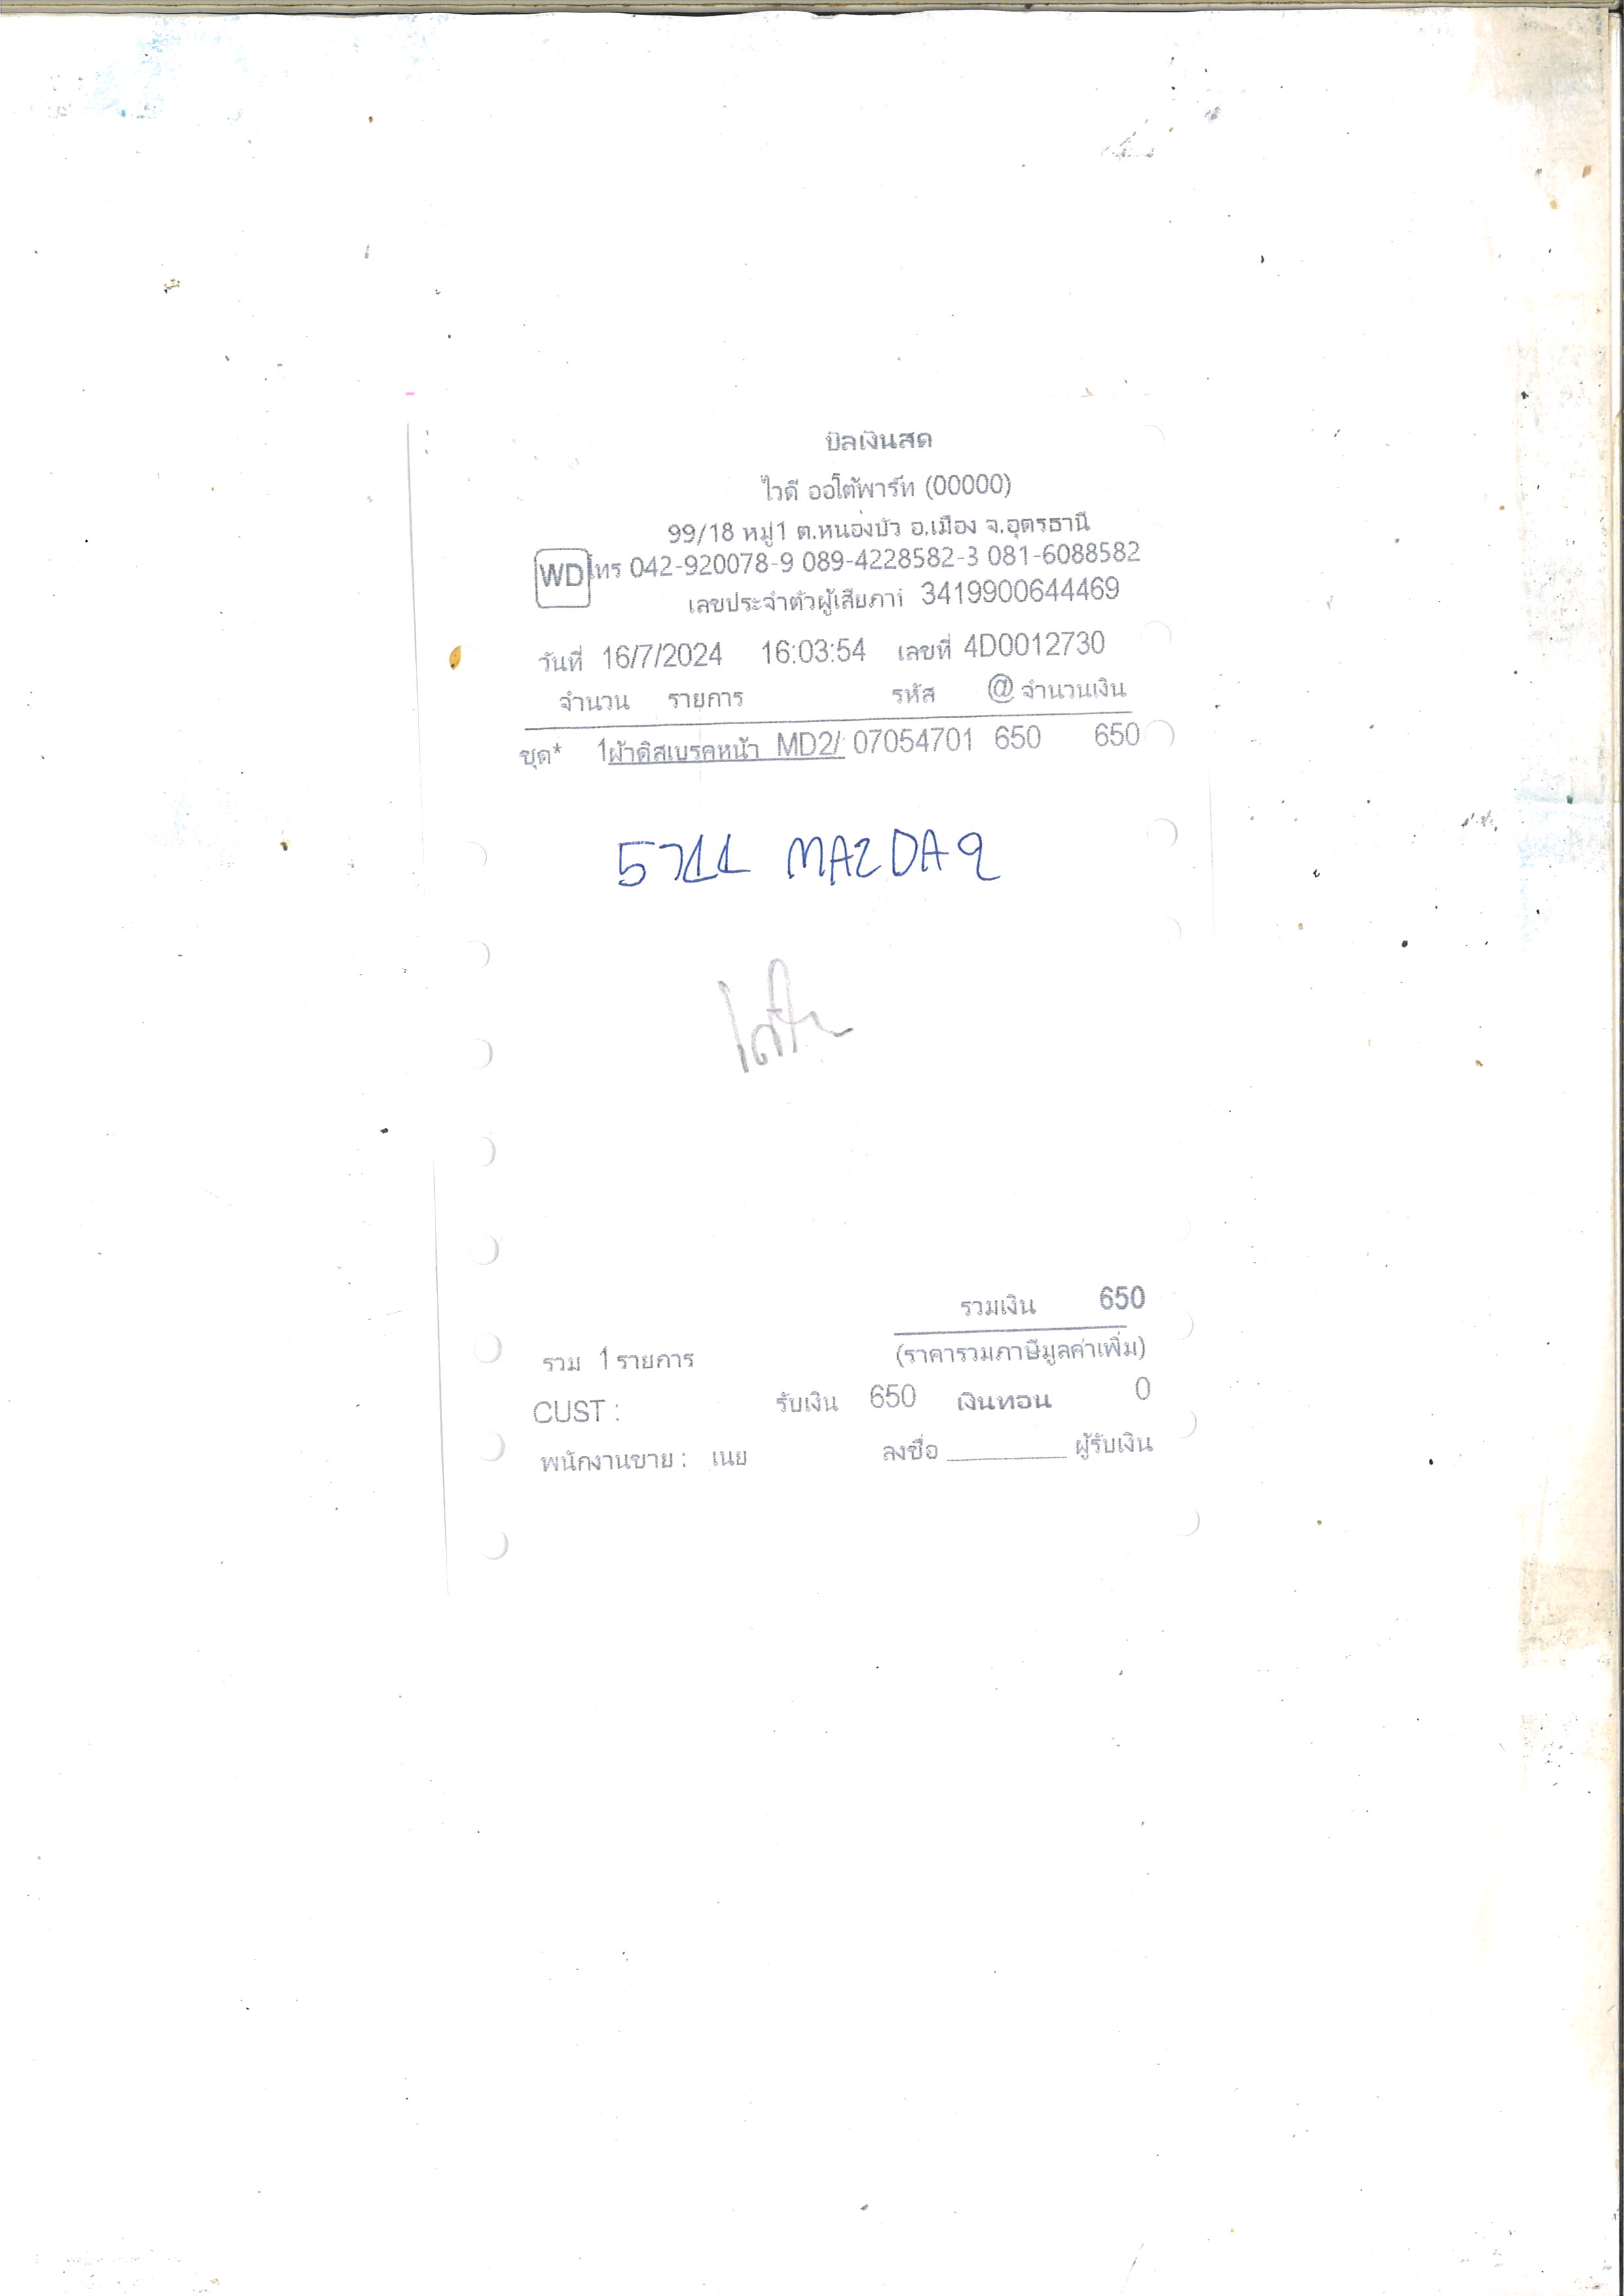 บิลเงินสด
ไวดี ออโต้พาร์ท (00000)
99/18 หมู่1 ต.หนองบัว อ.เมือง จ.อุดรธานี
WD โทร 042-920078-9 089-4228582-3 081-6088582
เลขประจำตัวผู้เสียภาi 3419900644469
วันที่ 16/7/2024 16:03:54 เลขที่ 4D0012730
จำนวน รายการ รหัส @ จำนวนเงิน
ชุด* 1 ผ้าดิสเบรคหน้า MD2/ 07054701 650 650
5711 MAZDA 2
รวมเงิน 650
รวม 1 รายการ (ราคารวมภาษีมูลค่าเพิ่ม)
CUST : รับเงิน 650 เงินทอน 0
พนักงานขาย : เนย ลงชื่อ ผู้รับเงิน